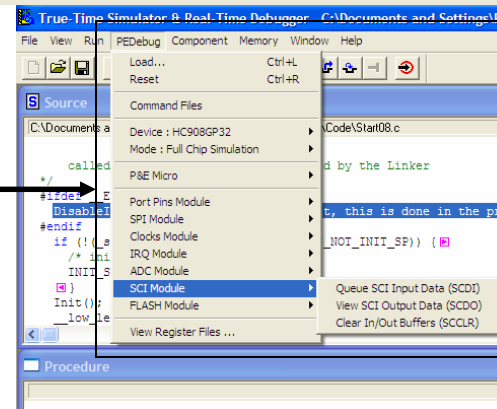 True-Time Simulator & Real-Time Debugger C:\Documents and Settings\
File View Run PEDebug Component Memory Window Help
Load... Ctrl+L
Reset Ctrl+R
Command Files
Device : HC908GP32
Mode : Full Chip Simulation
P&E Micro
Port Pins Module
SPI Module
Clocks Module
IRQ Module
ADC Module
SCI Module
FLASH Module
View Register Files ...
Queue SCI Input Data (SCDI)
View SCI Output Data (SCDO)
Clear In/Out Buffers (SCCLR)
S Source
C:\Documents a \Code\Start08.c
called d by the Linker
*/
#ifdef __E
DisableI t, this is done in the pr
#endif
if (!(_s _NOT_INIT_SP)) {
/* ini
INIT_S
}
Init();
__low_le
Procedure